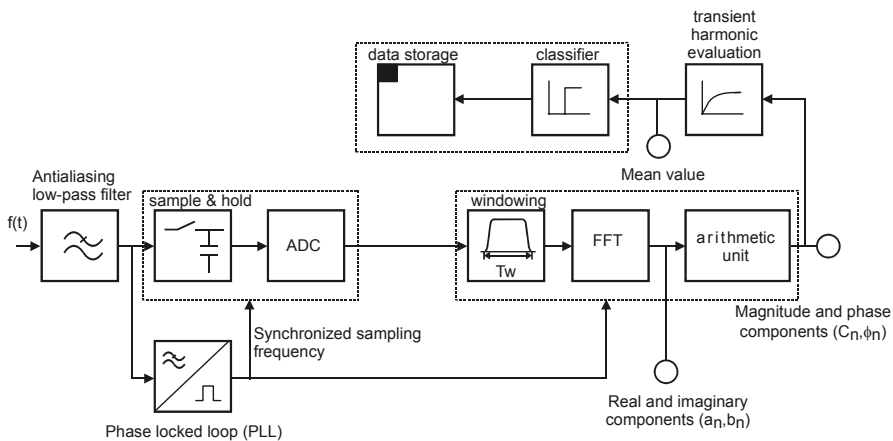 transient
harmonic
evaluation
data storage
classifier
Mean value
Antialiasing
low-pass filter
f(t)
sample & hold
ADC
windowing
Tw
FFT
arithmetic
unit
Magnitude and phase
components (Cn,ϕn)
Synchronized sampling
frequency
Real and imaginary
components (an,bn)
Phase locked loop (PLL)